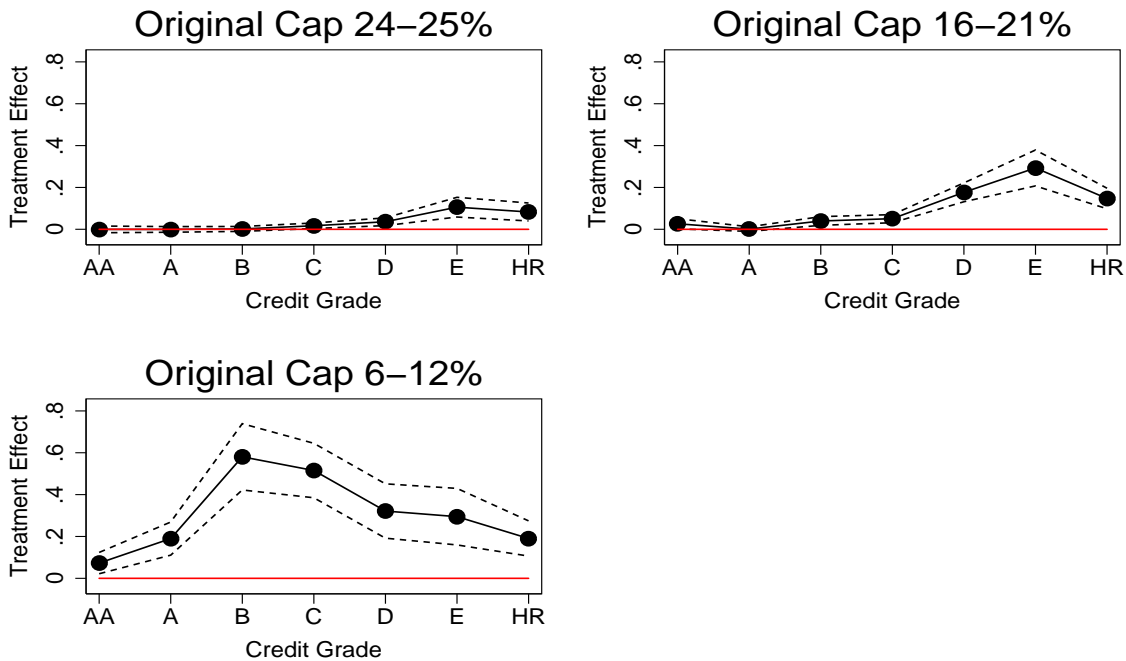 Original Cap 24–25%
Treatment Effect
.8
.6
.4
.2
0
AA A B C D E HR
Credit Grade
Original Cap 16–21%
Treatment Effect
.8
.6
.4
.2
0
AA A B C D E HR
Credit Grade
Original Cap 6–12%
Treatment Effect
.8
.6
.4
.2
0
AA A B C D E HR
Credit Grade